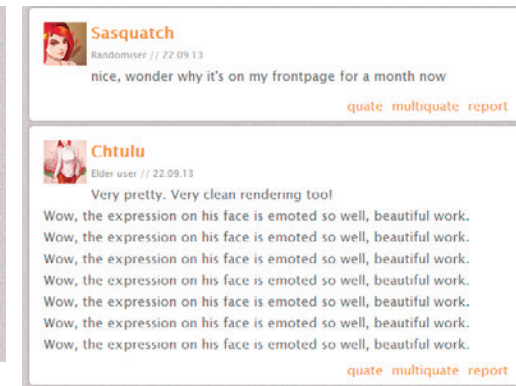 Sasquatch
Randomiser // 22.09.13
nice, wonder why it's on my frontpage for a month now
quate multiquate report
Chtulu
Elder user // 22.09.13
Very pretty. Very clean rendering too!
Wow, the expression on his face is emoted so well, beautiful work.
Wow, the expression on his face is emoted so well, beautiful work.
Wow, the expression on his face is emoted so well, beautiful work.
Wow, the expression on his face is emoted so well, beautiful work.
Wow, the expression on his face is emoted so well, beautiful work.
Wow, the expression on his face is emoted so well, beautiful work.
Wow, the expression on his face is emoted so well, beautiful work.
quate multiquate report